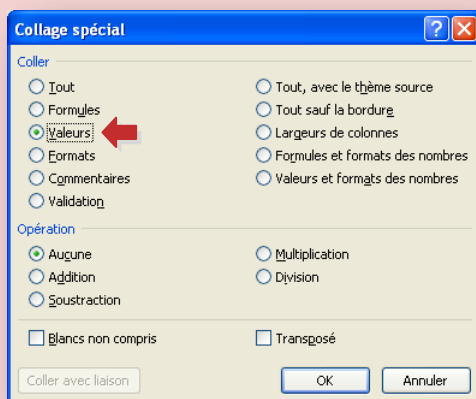 Collage spécial
Coller
Tout
Tout, avec le thème source
Formules
Tout sauf la bordure
Valeurs
Largeurs de colonnes
Formats
Formules et formats des nombres
Commentaires
Valeurs et formats des nombres
Validation
Opération
Aucune
Multiplication
Addition
Division
Soustraction
Blancs non compris
Transposé
Coller avec liaison
OK
Annuler